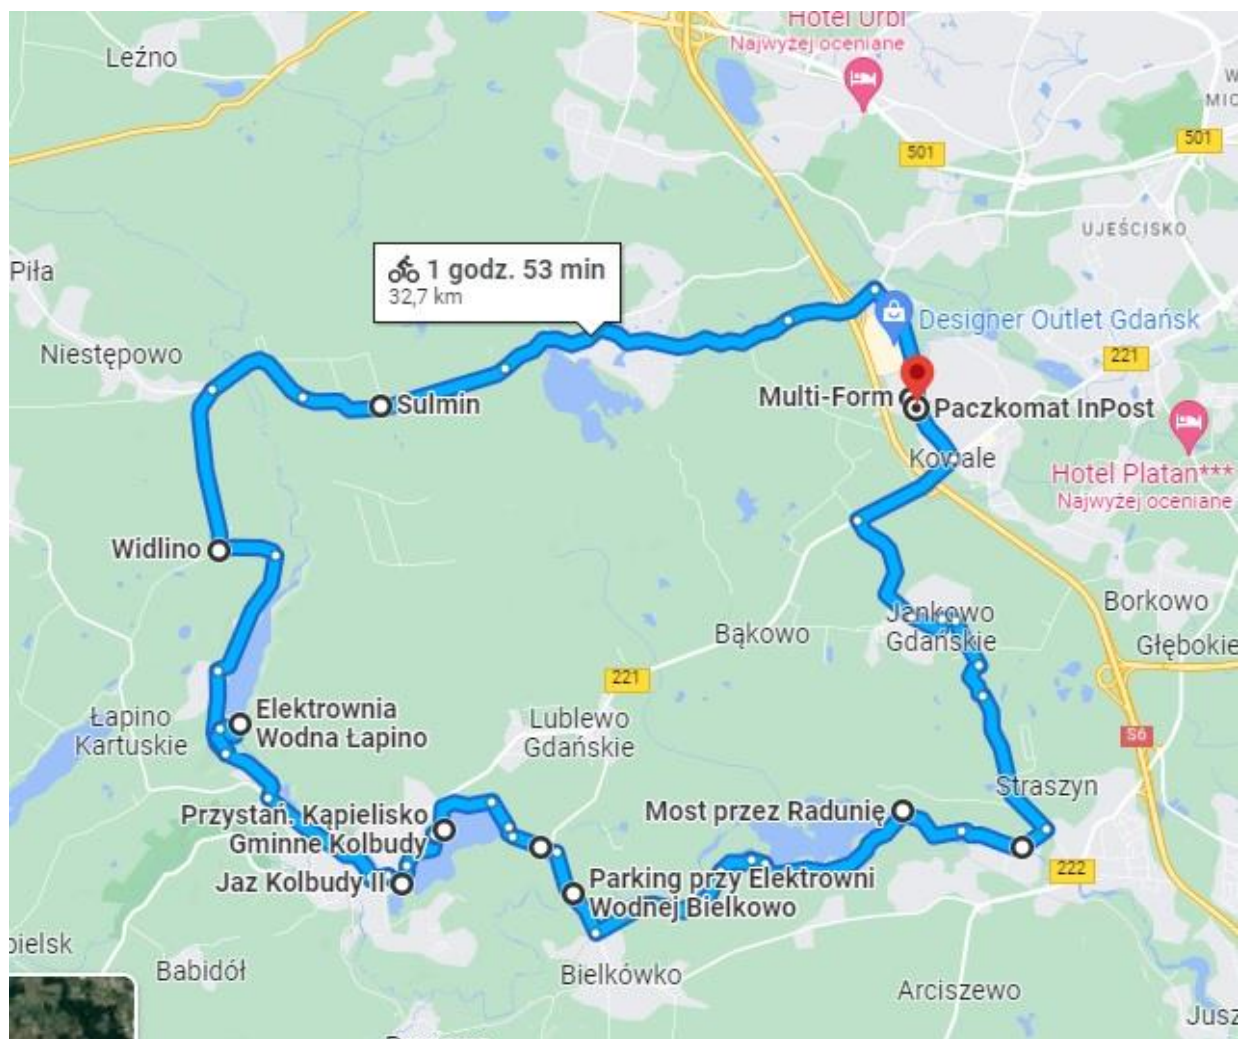 Hotel Urbi
Najwyżej oceniane
Leźno
501
501
UJEŚCISKO
Piła
1 godz. 53 min
32,7 km
Designer Outlet Gdańsk
Niestępowo
221
Multi-Form
Sulmin
Paczkomat InPost
Kowale
Hotel Platan***
Najwyżej oceniane
Widlino
Jankowo
Gdańskie
Borkowo
Bąkowo
Głębokie
221
Elektrownia
Wodna Łapino
Łapino
Kartuskie
Lublewo
Gdańskie
S6
Straszyn
Przystań. Kąpielisko
Gminne Kolbudy
Most przez Radunię
Jaz Kolbudy II
Parking przy Elektrowni
Wodnej Bielkowo
222
Babidół
Bielkówko
Arciszewo